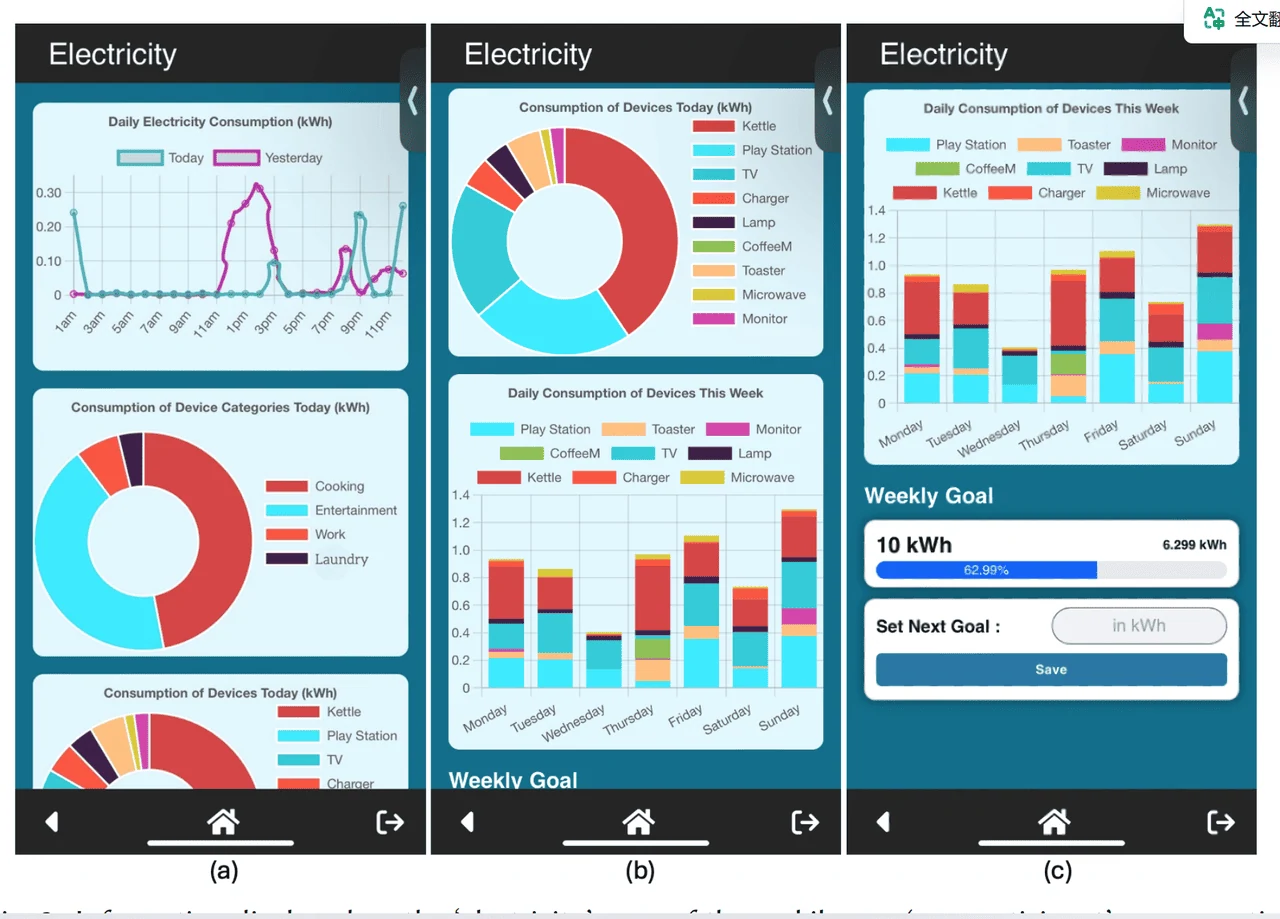 全文翻
Electricity
Daily Electricity Consumption (kWh)
Today Yesterday
0.30
0.20
0.10
0
1am 3am 5am 7am 9am 11am 1pm 3pm 5pm 7pm 9pm 11pm
Consumption of Device Categories Today (kWh)
Cooking
Entertainment
Work
Laundry
Consumption of Devices Today (kWh)
Kettle
Play Station
TV
Charger
(a)
Electricity
Consumption of Devices Today (kWh)
Kettle
Play Station
TV
Charger
Lamp
CoffeeM
Toaster
Microwave
Monitor
Daily Consumption of Devices This Week
Play Station Toaster Monitor
CoffeeM TV Lamp
Kettle Charger Microwave
1.4
1.2
1.0
0.8
0.6
0.4
0.2
0
Monday Tuesday Wednesday Thursday Friday Saturday Sunday
Weekly Goal
(b)
Electricity
Daily Consumption of Devices This Week
Play Station Toaster Monitor
CoffeeM TV Lamp
Kettle Charger Microwave
1.4
1.2
1.0
0.8
0.6
0.4
0.2
0
Monday Tuesday Wednesday Thursday Friday Saturday Sunday
Weekly Goal
10 kWh 6.299 kWh
62.99%
Set Next Goal : in kWh
Save
(c)